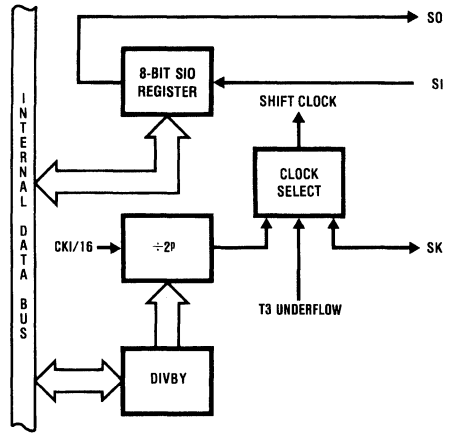 SO
8-BIT SIO
REGISTER
SI
SHIFT CLOCK
INTERNAL DATA BUS
CLOCK
SELECT
CKI/16
÷2ᵖ
SK
T3 UNDERFLOW
DIVBY